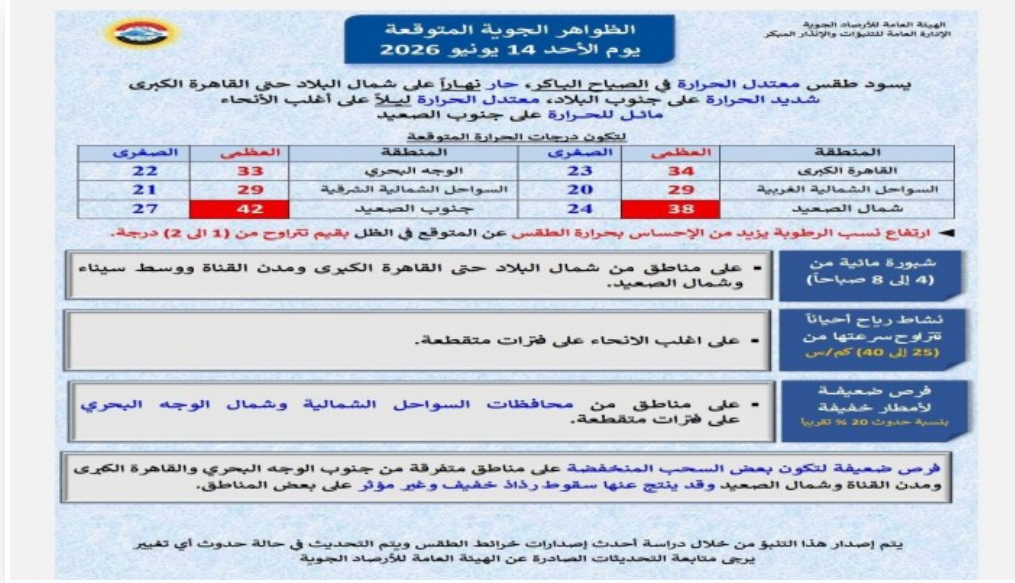 الهيئة العامة للأرصاد الجوية
الإدارة العامة للتنبؤات والإنذار المبكر
الظواهر الجوية المتوقعة
يوم الأحد 14 يونيو 2026
يسود طقس معتدل الحرارة في الصباح الباكر، حار نهاراً على شمال البلاد حتى القاهرة الكبرى
شديد الحرارة على جنوب البلاد، معتدل الحرارة ليلاً على أغلب الأنحاء
مائل للحرارة على جنوب الصعيد
لتكون درجات الحرارة المتوقعة
المنطقة العظمى الصغرى المنطقة العظمى الصغرى
القاهرة الكبرى 34 23 الوجه البحري 33 22
السواحل الشمالية الغربية 29 20 السواحل الشمالية الشرقية 29 21
شمال الصعيد 38 24 جنوب الصعيد 42 27
ارتفاع نسب الرطوبة يزيد من الإحساس بحرارة الطقس عن المتوقع في الظل بقيم تتراوح من (1 الى 2) درجة.
شبورة مائية من
(4 إلى 8 صباحاً)
على مناطق من شمال البلاد حتى القاهرة الكبرى ومدن القناة ووسط سيناء
وشمال الصعيد.
نشاط رياح أحياناً
تتراوح سرعتها من
(25 إلى 40) كم/س
على اغلب الانحاء على فترات متقطعة.
فرص ضعيفة
لأمطار خفيفة
بنسبة حدوث 20 % تقريباً
على مناطق من محافظات السواحل الشمالية وشمال الوجه البحري
على فترات متقطعة.
فرص ضعيفة لتكون بعض السحب المنخفضة على مناطق متفرقة من جنوب الوجه البحري والقاهرة الكبرى
ومدن القناة وشمال الصعيد وقد ينتج عنها سقوط رذاذ خفيف وغير مؤثر على بعض المناطق.
يتم إصدار هذا التنبؤ من خلال دراسة أحدث إصدارات خرائط الطقس ويتم التحديث في حالة حدوث أي تغيير
يرجى متابعة التحديثات الصادرة عن الهيئة العامة للأرصاد الجوية